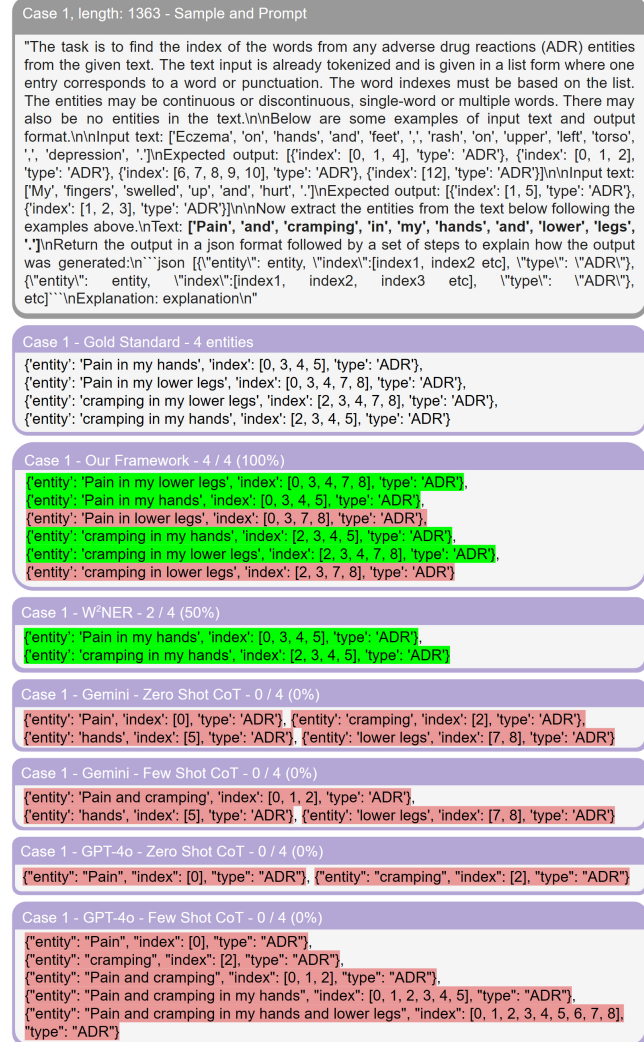 Case 1, length: 1363 - Sample and Prompt
"The task is to find the index of the words from any adverse drug reactions (ADR) entities
from the given text. The text input is already tokenized and is given in a list form where one
entry corresponds to a word or punctuation. The word indexes must be based on the list.
The entities may be continuous or discontinuous, single-word or multiple words. There may
also be no entities in the text.\n\nBelow are some examples of input text and output
format.\n\nInput text: ['Eczema', 'on', 'hands', 'and', 'feet', ',', 'rash', 'on', 'upper', 'left', 'torso',
',', 'depression', '.']\nExpected output: [{'index': [0, 1, 4], 'type': 'ADR'}, {'index': [0, 1, 2],
'type': 'ADR'}, {'index': [6, 7, 8, 9, 10], 'type': 'ADR'}, {'index': [12], 'type': 'ADR'}]\n\nInput text:
['My', 'fingers', 'swelled', 'up', 'and', 'hurt', '.']\nExpected output: [{'index': [1, 5], 'type': 'ADR'},
{'index': [1, 2, 3], 'type': 'ADR'}]\n\nNow extract the entities from the text below following the
examples above.\nText: ['Pain', 'and', 'cramping', 'in', 'my', 'hands', 'and', 'lower', 'legs',
'.']\nReturn the output in a json format followed by a set of steps to explain how the output
was generated:\n```json [{\"entity\": entity, \"index\":[index1, index2 etc], \"type\": \"ADR\"},
{\"entity\": entity, \"index\":[index1, index2, index3 etc], \"type\": \"ADR\"},
etc]```\nExplanation: explanation\n"
Case 1 - Gold Standard - 4 entities
{'entity': 'Pain in my hands', 'index': [0, 3, 4, 5], 'type': 'ADR'},
{'entity': 'Pain in my lower legs', 'index': [0, 3, 4, 7, 8], 'type': 'ADR'},
{'entity': 'cramping in my lower legs', 'index': [2, 3, 4, 7, 8], 'type': 'ADR'},
{'entity': 'cramping in my hands', 'index': [2, 3, 4, 5], 'type': 'ADR'}
Case 1 - Our Framework - 4 / 4 (100%)
{'entity': 'Pain in my lower legs', 'index': [0, 3, 4, 7, 8], 'type': 'ADR'},
{'entity': 'Pain in my hands', 'index': [0, 3, 4, 5], 'type': 'ADR'},
{'entity': 'Pain in lower legs', 'index': [0, 3, 7, 8], 'type': 'ADR'},
{'entity': 'cramping in my hands', 'index': [2, 3, 4, 5], 'type': 'ADR'},
{'entity': 'cramping in my lower legs', 'index': [2, 3, 4, 7, 8], 'type': 'ADR'},
{'entity': 'cramping in lower legs', 'index': [2, 3, 7, 8], 'type': 'ADR'}
Case 1 - W²NER - 2 / 4 (50%)
{'entity': 'Pain in my hands', 'index': [0, 3, 4, 5], 'type': 'ADR'},
{'entity': 'cramping in my hands', 'index': [2, 3, 4, 5], 'type': 'ADR'}
Case 1 - Gemini - Zero Shot CoT - 0 / 4 (0%)
{'entity': 'Pain', 'index': [0], 'type': 'ADR'}, {'entity': 'cramping', 'index': [2], 'type': 'ADR'},
{'entity': 'hands', 'index': [5], 'type': 'ADR'}, {'entity': 'lower legs', 'index': [7, 8], 'type': 'ADR'}
Case 1 - Gemini - Few Shot CoT - 0 / 4 (0%)
{'entity': 'Pain and cramping', 'index': [0, 1, 2], 'type': 'ADR'},
{'entity': 'hands', 'index': [5], 'type': 'ADR'}, {'entity': 'lower legs', 'index': [7, 8], 'type': 'ADR'}
Case 1 - GPT-4o - Zero Shot CoT - 0 / 4 (0%)
{"entity": "Pain", "index": [0], "type": "ADR"}, {"entity": "cramping", "index": [2], "type": "ADR"}
Case 1 - GPT-4o - Few Shot CoT - 0 / 4 (0%)
{"entity": "Pain", "index": [0], "type": "ADR"},
{"entity": "cramping", "index": [2], "type": "ADR"},
{"entity": "Pain and cramping", "index": [0, 1, 2], "type": "ADR"},
{"entity": "Pain and cramping in my hands", "index": [0, 1, 2, 3, 4, 5], "type": "ADR"},
{"entity": "Pain and cramping in my hands and lower legs", "index": [0, 1, 2, 3, 4, 5, 6, 7, 8],
"type": "ADR"}